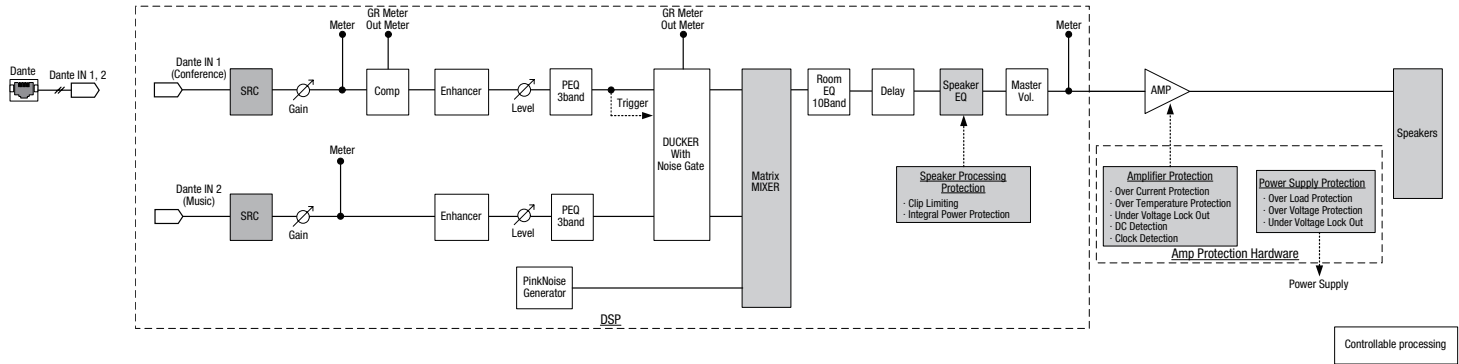 Dante
Dante IN 1, 2
Dante IN 1
(Conference)
SRC
Gain
Meter
GR Meter
Out Meter
Comp
Enhancer
Level
PEQ
3band
Trigger
GR Meter
Out Meter
DUCKER
With
Noise Gate
Matrix
MIXER
Room
EQ
10Band
Delay
Speaker
EQ
Master
Vol.
Meter
AMP
Speakers
Dante IN 2
(Music)
SRC
Gain
Meter
Enhancer
Level
PEQ
3band
PinkNoise
Generator
Speaker Processing
Protection
· Clip Limiting
· Integral Power Protection
DSP
Amplifier Protection
· Over Current Protection
· Over Temperature Protection
· Under Voltage Lock Out
· DC Detection
· Clock Detection
Power Supply Protection
· Over Load Protection
· Over Voltage Protection
· Under Voltage Lock Out
Amp Protection Hardware
Power Supply
Controllable processing